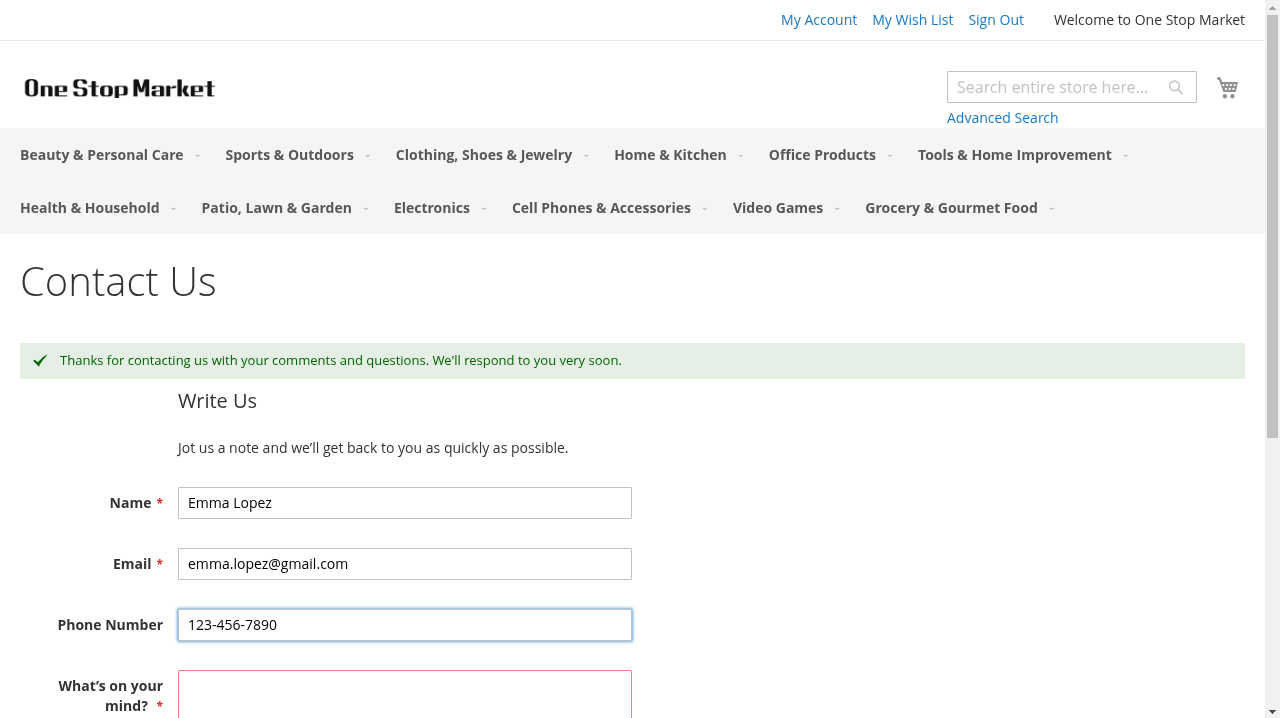 My Account My Wish List Sign Out Welcome to One Stop Market
One Stop Market
Search entire store here...
Advanced Search
Beauty & Personal Care Sports & Outdoors Clothing, Shoes & Jewelry Home & Kitchen Office Products Tools & Home Improvement
Health & Household Patio, Lawn & Garden Electronics Cell Phones & Accessories Video Games Grocery & Gourmet Food
Contact Us
Thanks for contacting us with your comments and questions. We'll respond to you very soon.
Write Us
Jot us a note and we’ll get back to you as quickly as possible.
Name * Emma Lopez
Email * emma.lopez@gmail.com
Phone Number 123-456-7890
What’s on your
mind? *